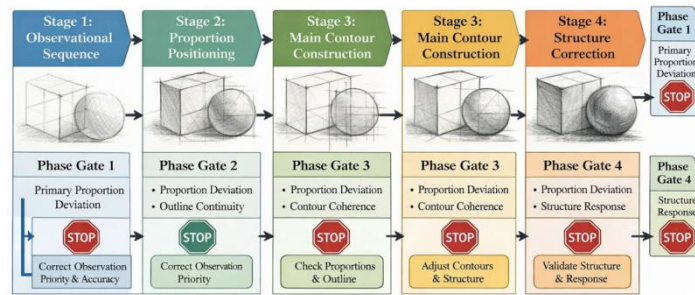 Stage 1:
Observational
Sequence
Stage 2:
Proportion
Positioning
Stage 3:
Main Contour
Construction
Stage 3:
Main Contour
Construction
Stage 4:
Structure
Correction
Phase
Gate 1
Primary
Proportion
Deviation
STOP
Phase Gate 1
Primary Proportion
Deviation
STOP
Correct Observation
Priority & Accuracy
Phase Gate 2
• Proportion Deviation
• Outline Continuity
STOP
Correct Observation
Priority
Phase Gate 3
• Proportion Deviation
• Contour Coherence
STOP
Check Proportions
& Outline
Phase Gate 3
• Proportion Deviation
• Contour Coherence
STOP
Adjust Contours
& Structure
Phase Gate 4
• Proportion Deviation
• Structure Response
STOP
Validate Structure
& Response
Phase
Gate 4
Structure
Response
STOP